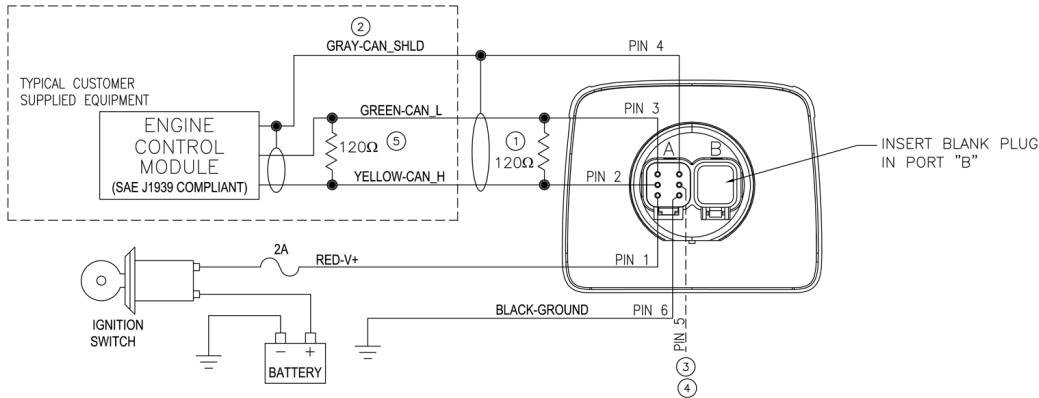 2
GRAY-CAN_SHLD
PIN 4
TYPICAL CUSTOMER
SUPPLIED EQUIPMENT
GREEN-CAN_L
PIN 3
ENGINE
CONTROL
MODULE
(SAE J1939 COMPLIANT)
120Ω
5
1
120Ω
YELLOW-CAN_H
PIN 2
A
B
INSERT BLANK PLUG
IN PORT "B"
2A
RED-V+
PIN 1
IGNITION
SWITCH
BLACK-GROUND
PIN 6
PIN 5
- +
BATTERY
3
4